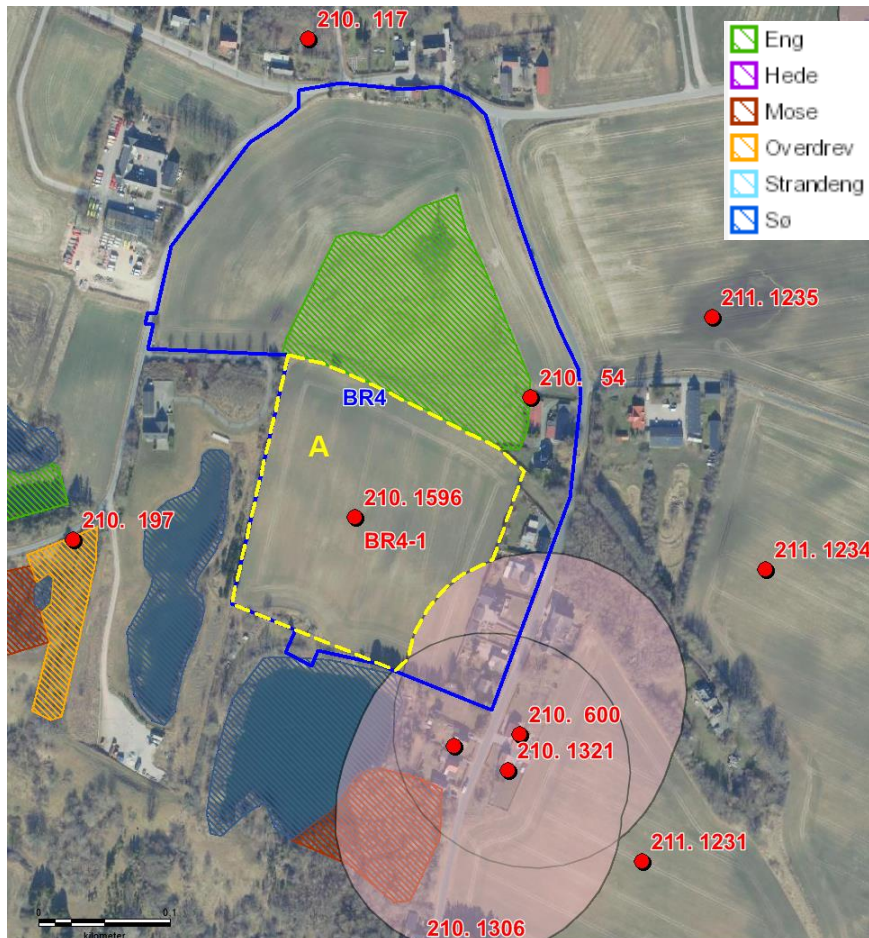 210. 117
Eng
Hede
Mose
Overdrev
Strandeng
Sø
211. 1235
210. 54
BR4
A
210. 1596
210. 197
BR4-1
211. 1234
210. 600
210. 1321
211. 1231
210. 1306
0 0.1
kilometer